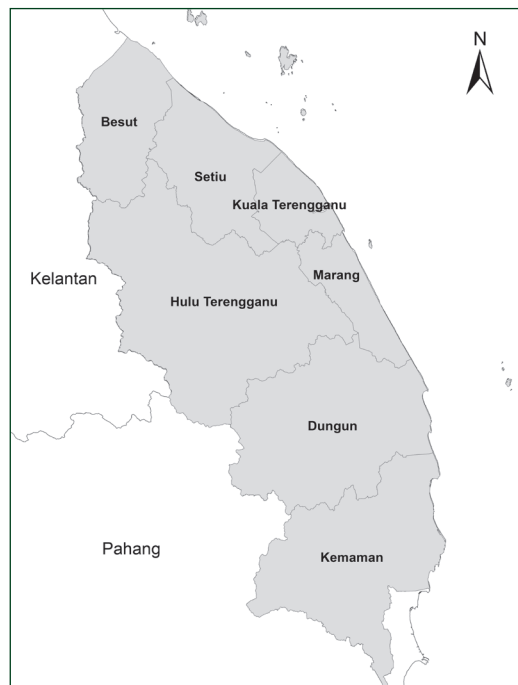 N
Besut
Setiu
Kuala Terengganu
Marang
Kelantan
Hulu Terengganu
Dungun
Pahang
Kemaman